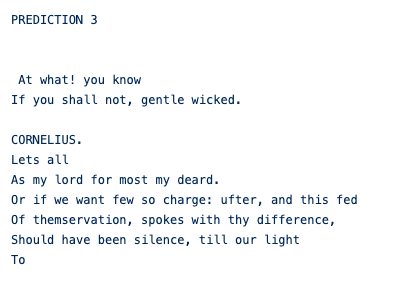 PREDICTION 3
At what! you know
If you shall not, gentle wicked.
CORNELIUS.
Lets all
As my lord for most my deard.
Or if we want few so charge: ufter, and this fed
Of themservation, spokes with thy difference,
Should have been silence, till our light
To